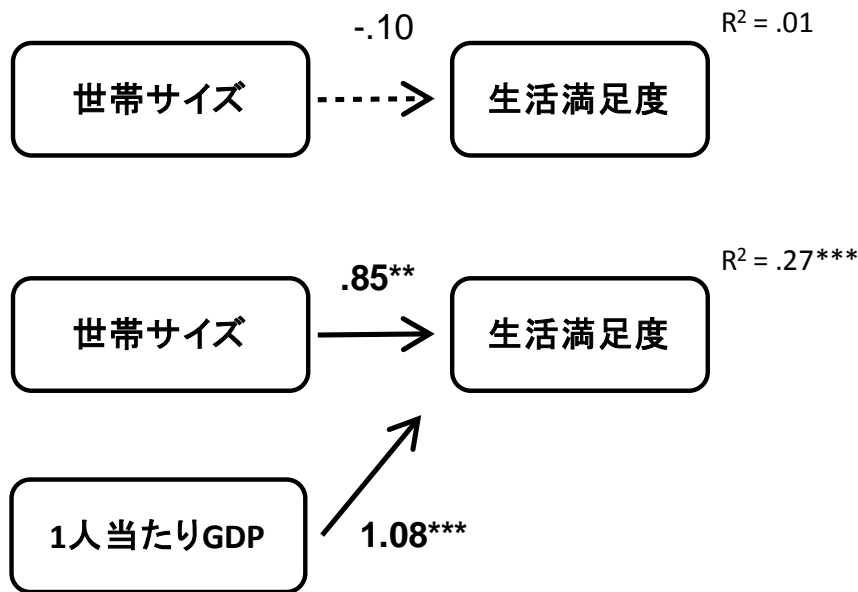 -.10
R² = .01
世帯サイズ
生活満足度
.85**
R² = .27***
世帯サイズ
生活満足度
1人当たりGDP
1.08***